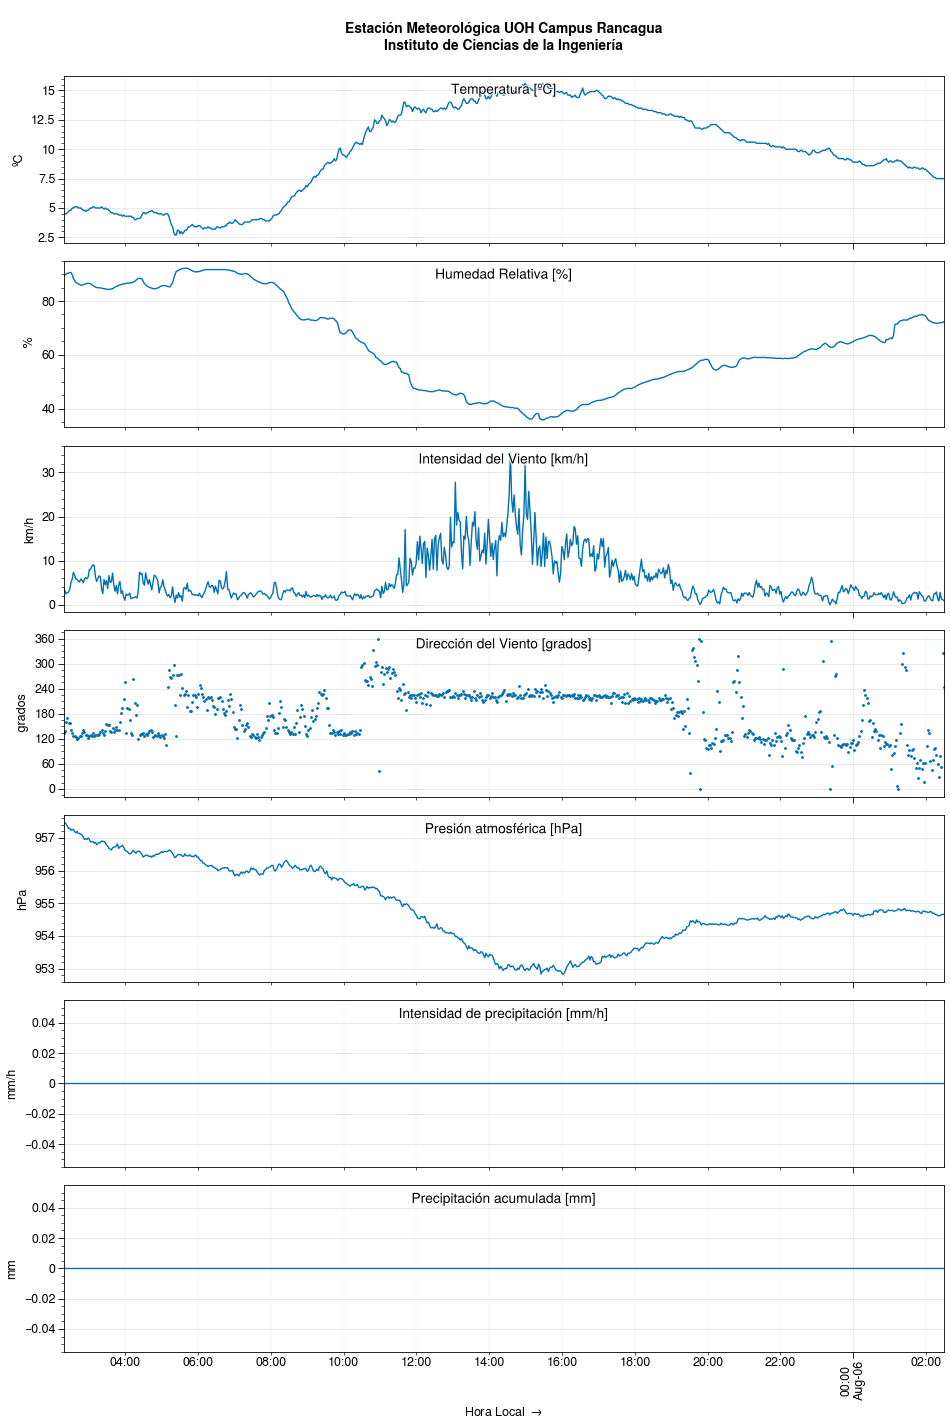 Estación Meteorológica UOH Campus Rancagua
Instituto de Ciencias de la Ingeniería
Temperatura [ºC]
15
12.5
10
7.5
5
2.5
ºC
Humedad Relativa [%]
80
60
40
%
Intensidad del Viento [km/h]
30
20
10
0
km/h
Dirección del Viento [grados]
360
300
240
180
120
60
0
grados
Presión atmosférica [hPa]
957
956
955
954
953
hPa
Intensidad de precipitación [mm/h]
0.04
0.02
0
−0.02
−0.04
mm/h
Precipitación acumulada [mm]
0.04
0.02
0
−0.02
−0.04
mm
04:00 06:00 08:00 10:00 12:00 14:00 16:00 18:00 20:00 22:00 00:00 02:00
Aug-06
Hora Local →